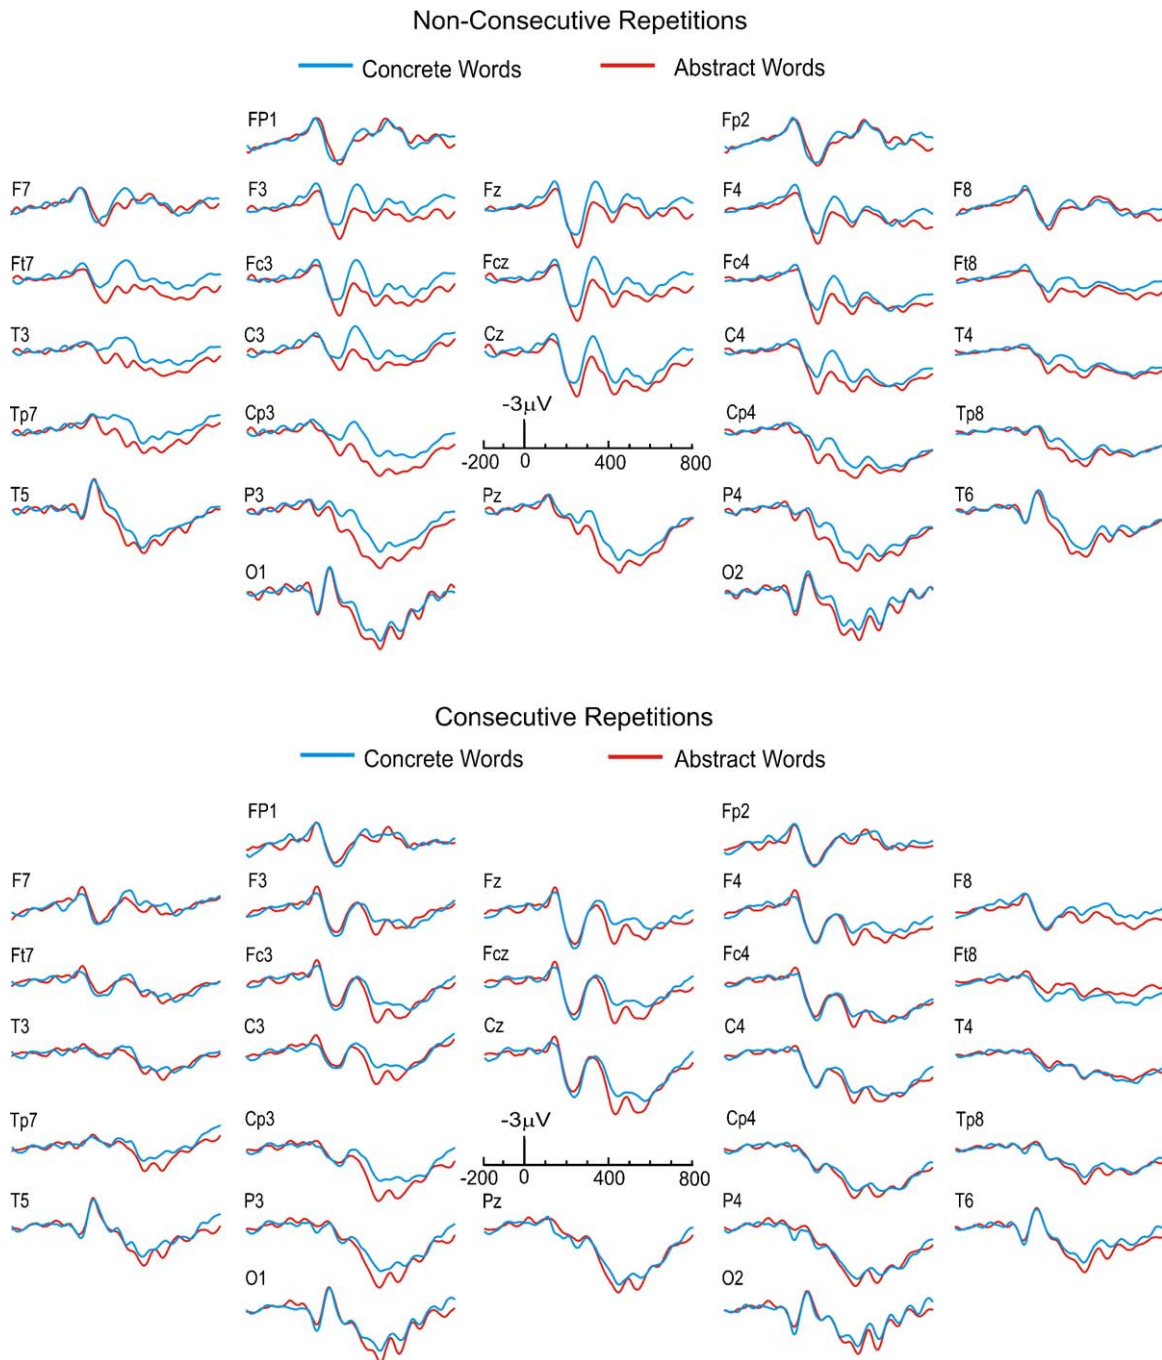 Non-Consecutive Repetitions
Concrete Words Abstract Words
FP1 Fp2
F7 F3 Fz F4 F8
Ft7 Fc3 Fcz Fc4 Ft8
T3 C3 Cz C4 T4
-3μV
Tp7 Cp3 Cp4 Tp8
-200 0 400 800
T5 P3 Pz P4 T6
O1 O2
Consecutive Repetitions
Concrete Words Abstract Words
FP1 Fp2
F7 F3 Fz F4 F8
Ft7 Fc3 Fcz Fc4 Ft8
T3 C3 Cz C4 T4
-3μV
Tp7 Cp3 Cp4 Tp8
-200 0 400 800
T5 P3 Pz P4 T6
O1 O2